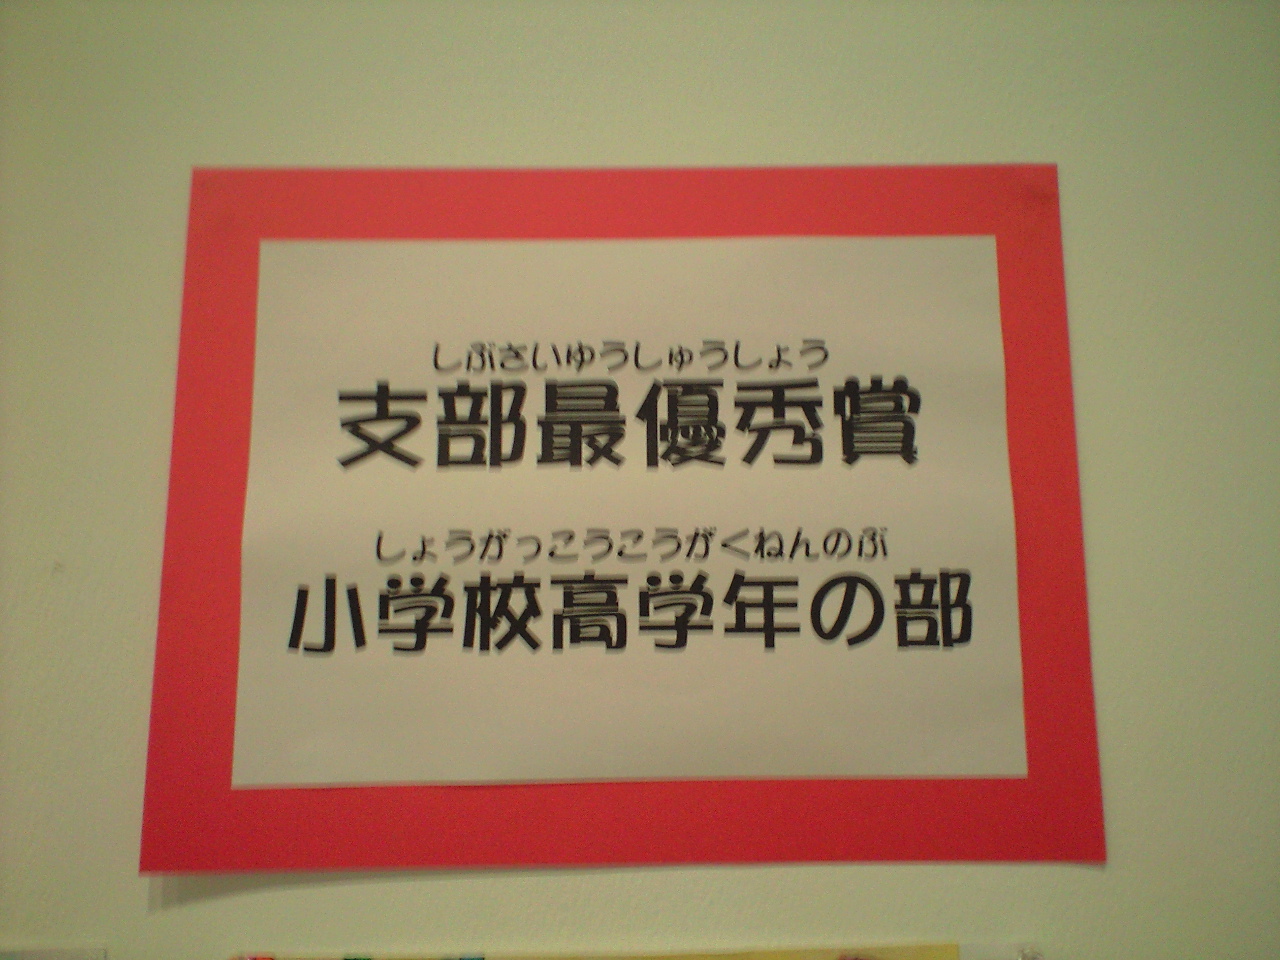 しぶさいゆうしゅうしょう
支部最優秀賞
しょうがっこうこうがくねんのぶ
小学校高学年の部